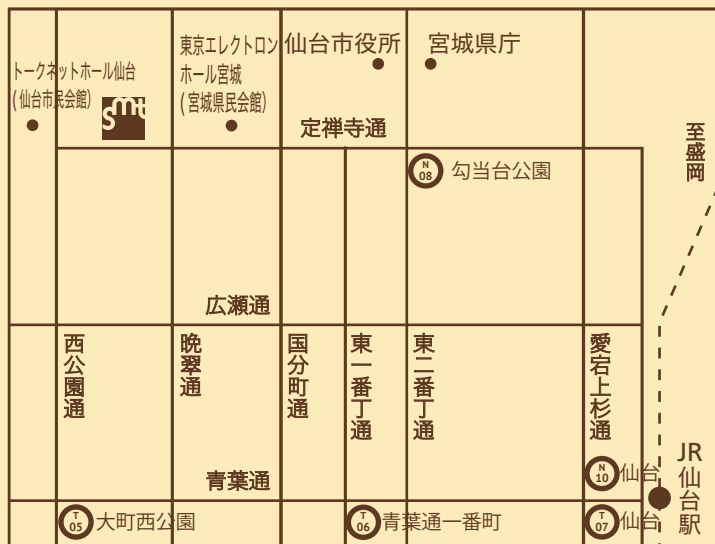 トークネットホール仙台
(仙台市民会館)
smt
東京エレクトロン
ホール宮城
(宮城県民会館)
仙台市役所
宮城県庁
定禅寺通
至盛岡
N
08
勾当台公園
広瀬通
西公園通
晩翠通
国分町通
東一番丁通
東二番丁通
愛宕上杉通
青葉通
N
10
仙台
JR
仙台駅
T
05
大町西公園
T
06
青葉通一番町
T
07
仙台